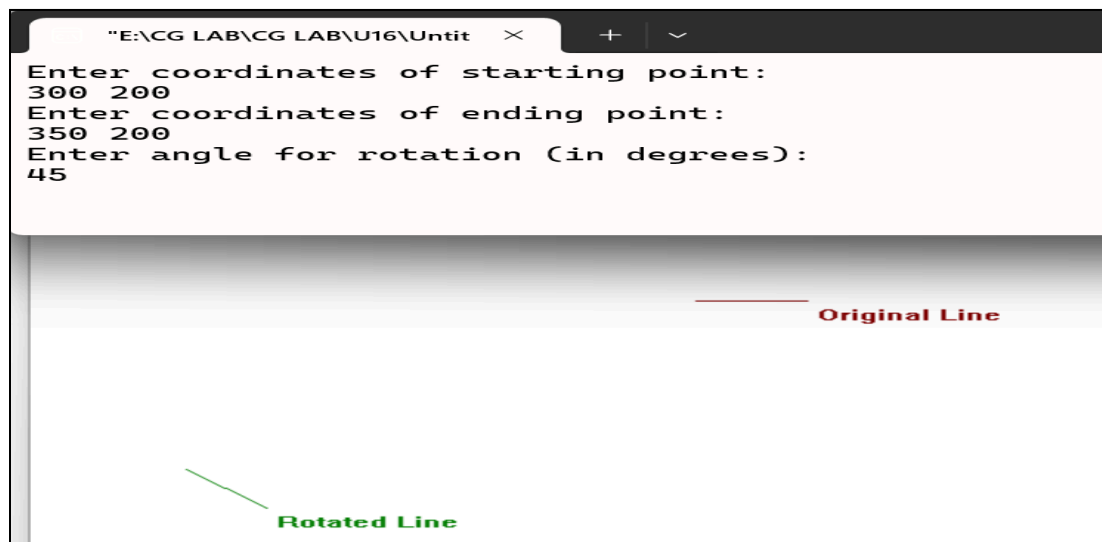 "E:\CG LAB\CG LAB\U16\Untit
Enter coordinates of starting point:
300 200
Enter coordinates of ending point:
350 200
Enter angle for rotation (in degrees):
45
Original Line
Rotated Line